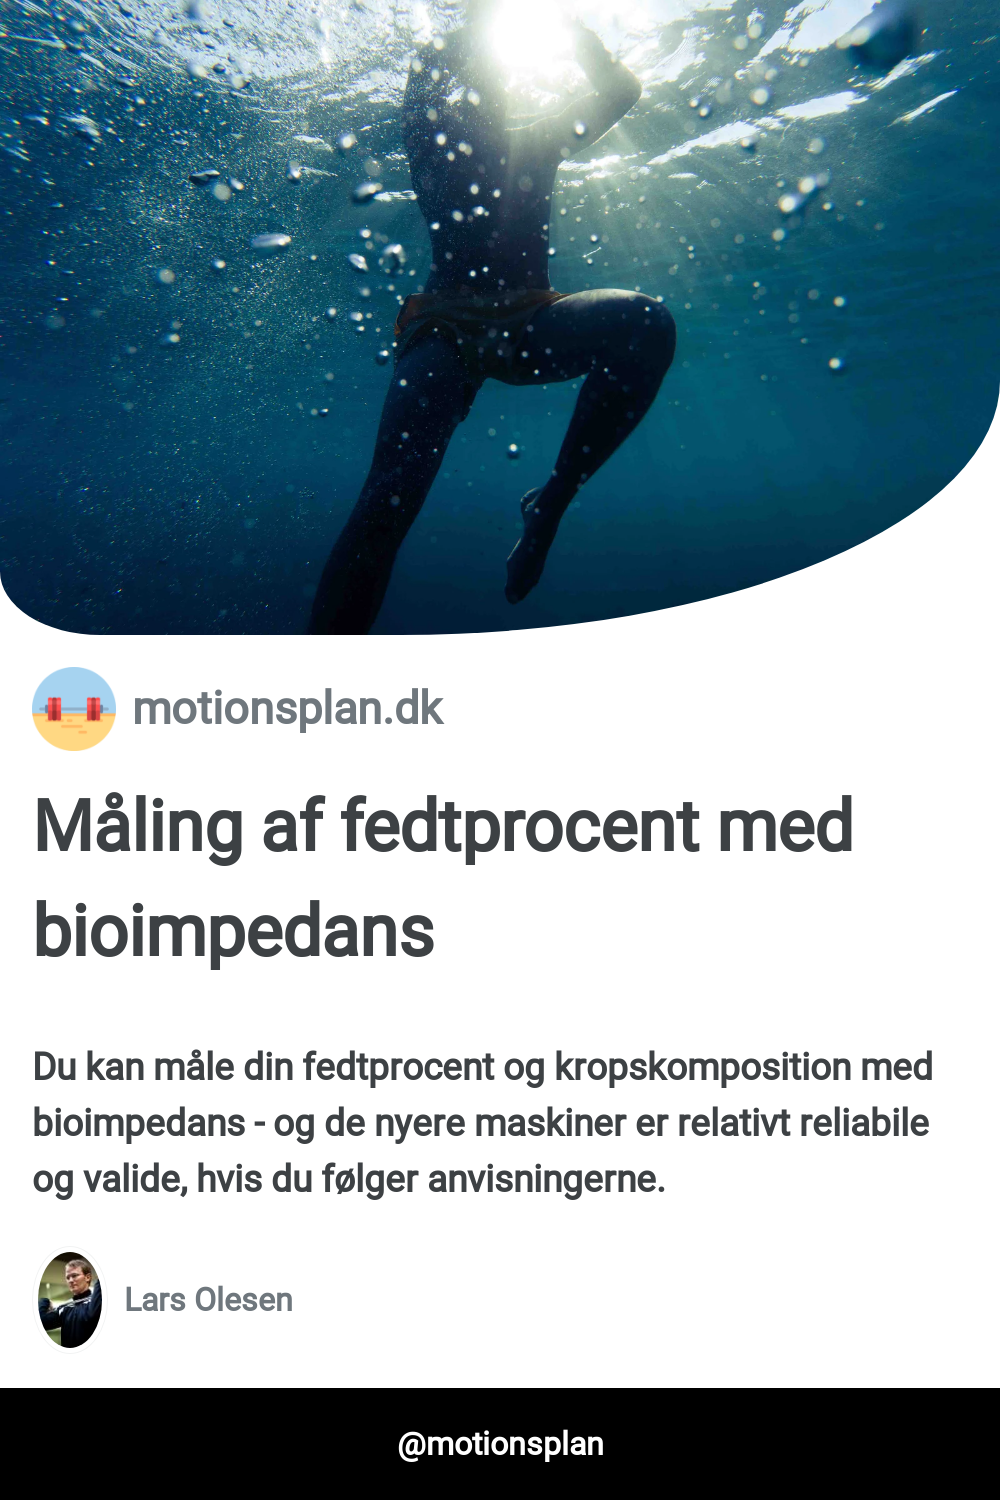 motionsplan.dk
Måling af fedtprocent med
bioimpedans
Du kan måle din fedtprocent og kropskomposition med
bioimpedans - og de nyere maskiner er relativt reliabile
og valide, hvis du følger anvisningerne.
Lars Olesen
@motionsplan